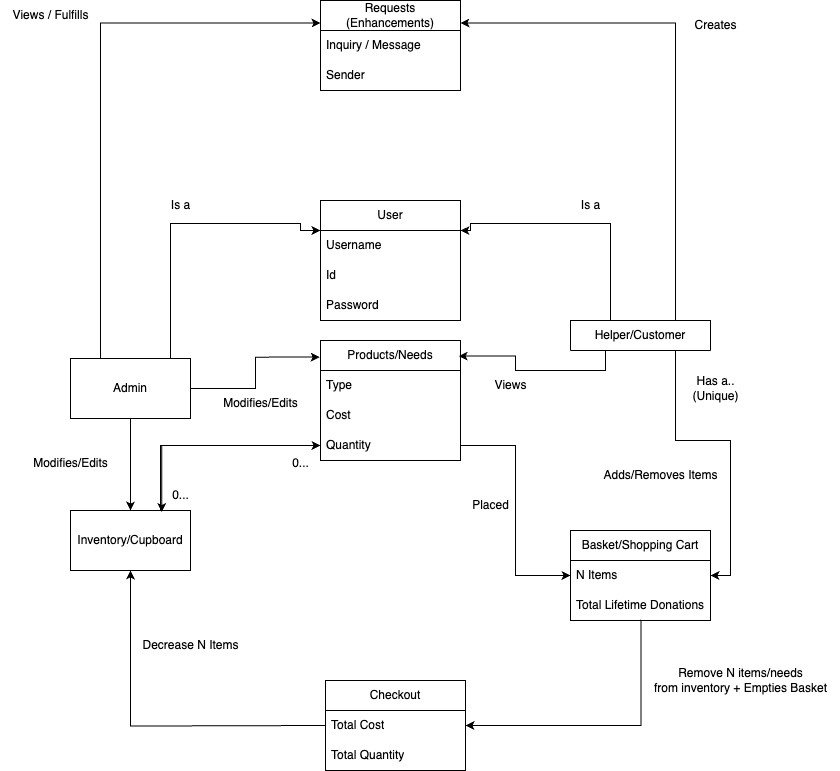 Views / Fulfills
Requests
(Enhancements)
Inquiry / Message
Sender
Creates
Is a
User
Username
Id
Password
Is a
Helper/Customer
Admin
Modifies/Edits
Products/Needs
Type
Cost
Quantity
Views
Has a..
(Unique)
Modifies/Edits
0...
0...
Adds/Removes Items
Placed
Inventory/Cupboard
Basket/Shopping Cart
N Items
Total Lifetime Donations
Decrease N Items
Remove N items/needs
from inventory + Empties Basket
Checkout
Total Cost
Total Quantity